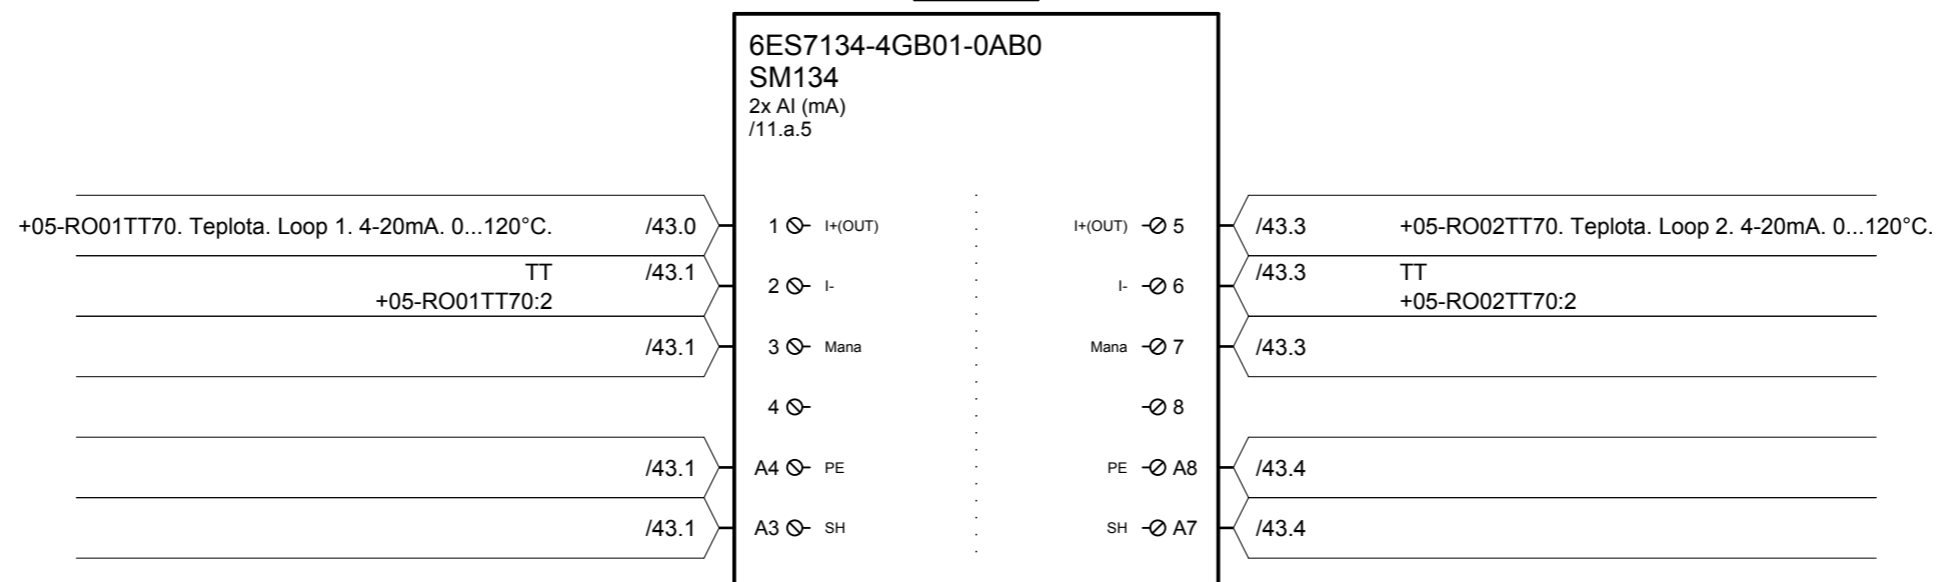 6ES7134-4GB01-0AB0
SM134
2x AI (mA)
/11.a.5
+05-RO01TT70. Teplota. Loop 1. 4-20mA. 0...120°C. /43.0 1 I+(OUT) I+(OUT) 5 /43.3 +05-RO02TT70. Teplota. Loop 2. 4-20mA. 0...120°C.
TT /43.1 /43.3 TT
2 I- I- 6
+05-RO01TT70:2 +05-RO02TT70:2
/43.1 3 Mana Mana 7 /43.3
4 8
/43.1 A4 PE PE A8 /43.4
/43.1 A3 SH SH A7 /43.4